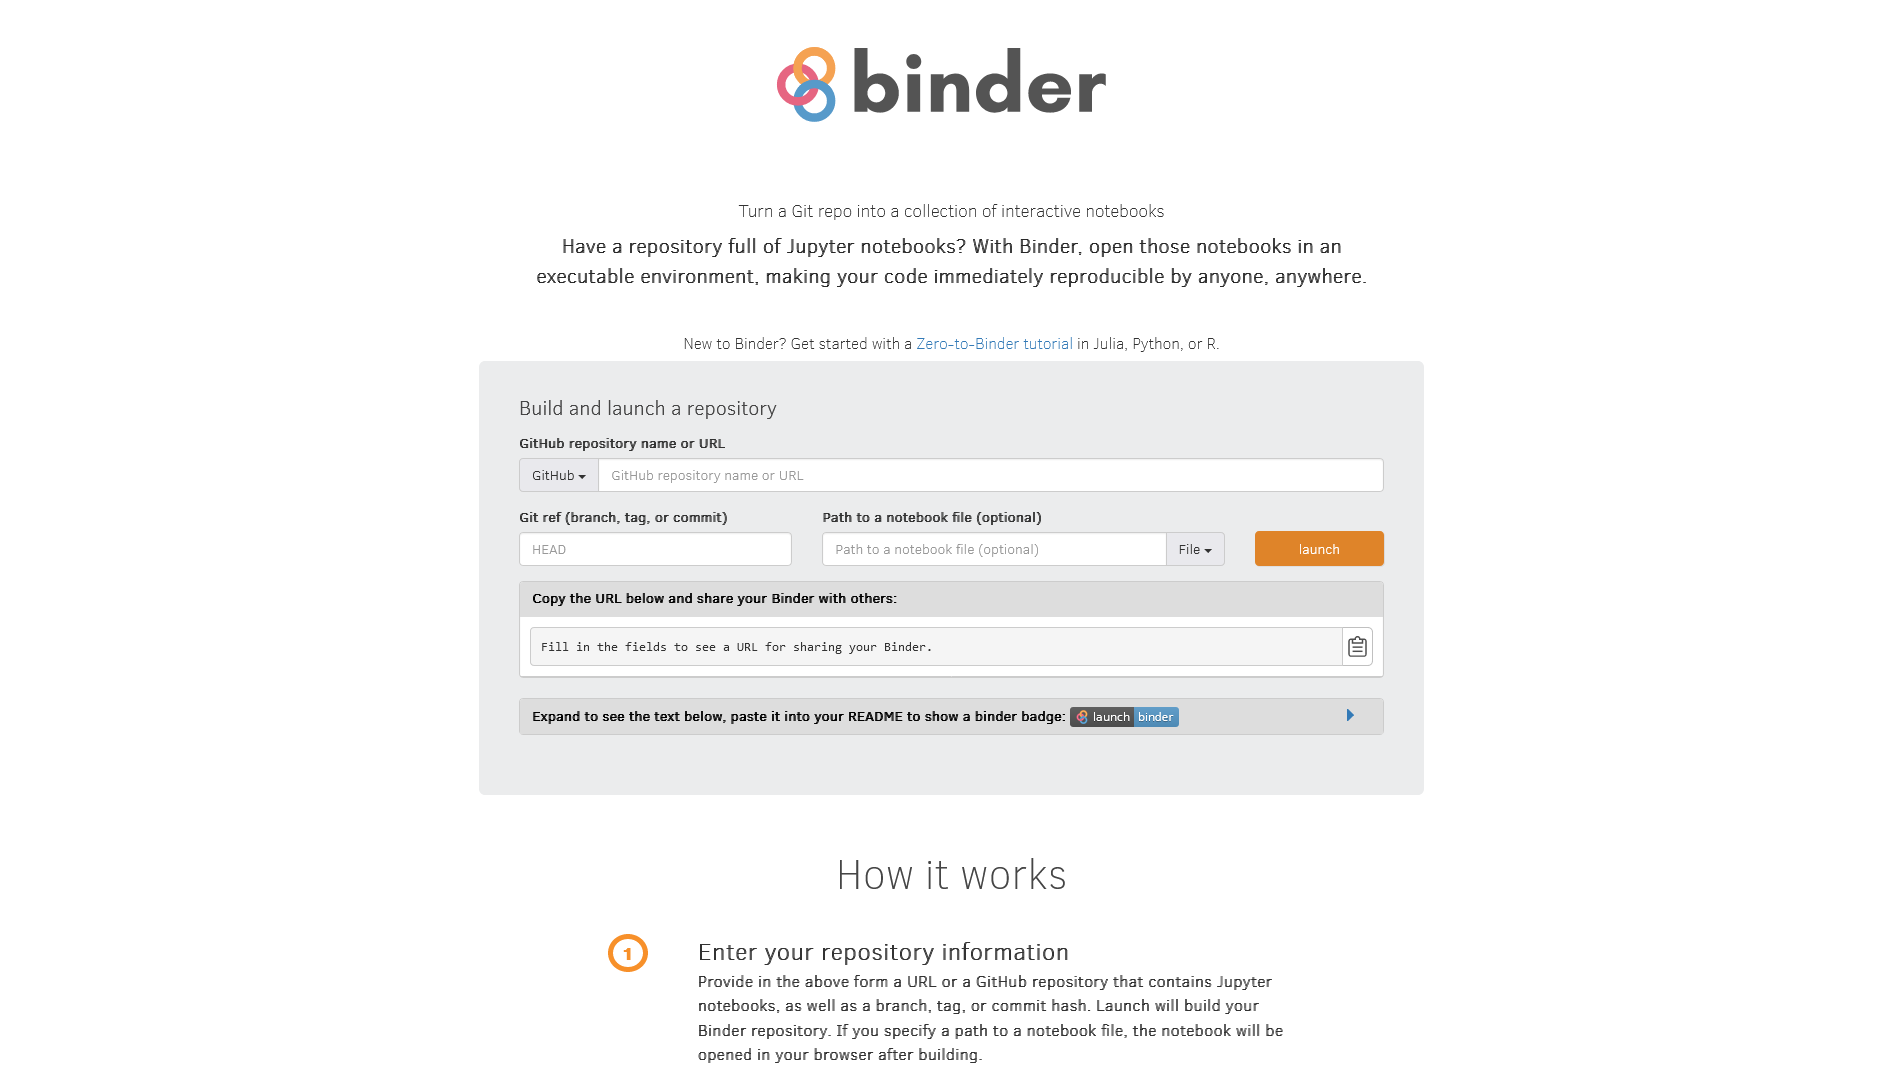 binder
Turn a Git repo into a collection of interactive notebooks
Have a repository full of Jupyter notebooks? With Binder, open those notebooks in an
executable environment, making your code immediately reproducible by anyone, anywhere.
New to Binder? Get started with a Zero-to-Binder tutorial in Julia, Python, or R.
Build and launch a repository
GitHub repository name or URL
GitHub GitHub repository name or URL
Git ref (branch, tag, or commit) Path to a notebook file (optional)
HEAD Path to a notebook file (optional) File launch
Copy the URL below and share your Binder with others:
Fill in the fields to see a URL for sharing your Binder.
Expand to see the text below, paste it into your README to show a binder badge: launch binder
How it works
1 Enter your repository information
Provide in the above form a URL or a GitHub repository that contains Jupyter
notebooks, as well as a branch, tag, or commit hash. Launch will build your
Binder repository. If you specify a path to a notebook file, the notebook will be
opened in your browser after building.